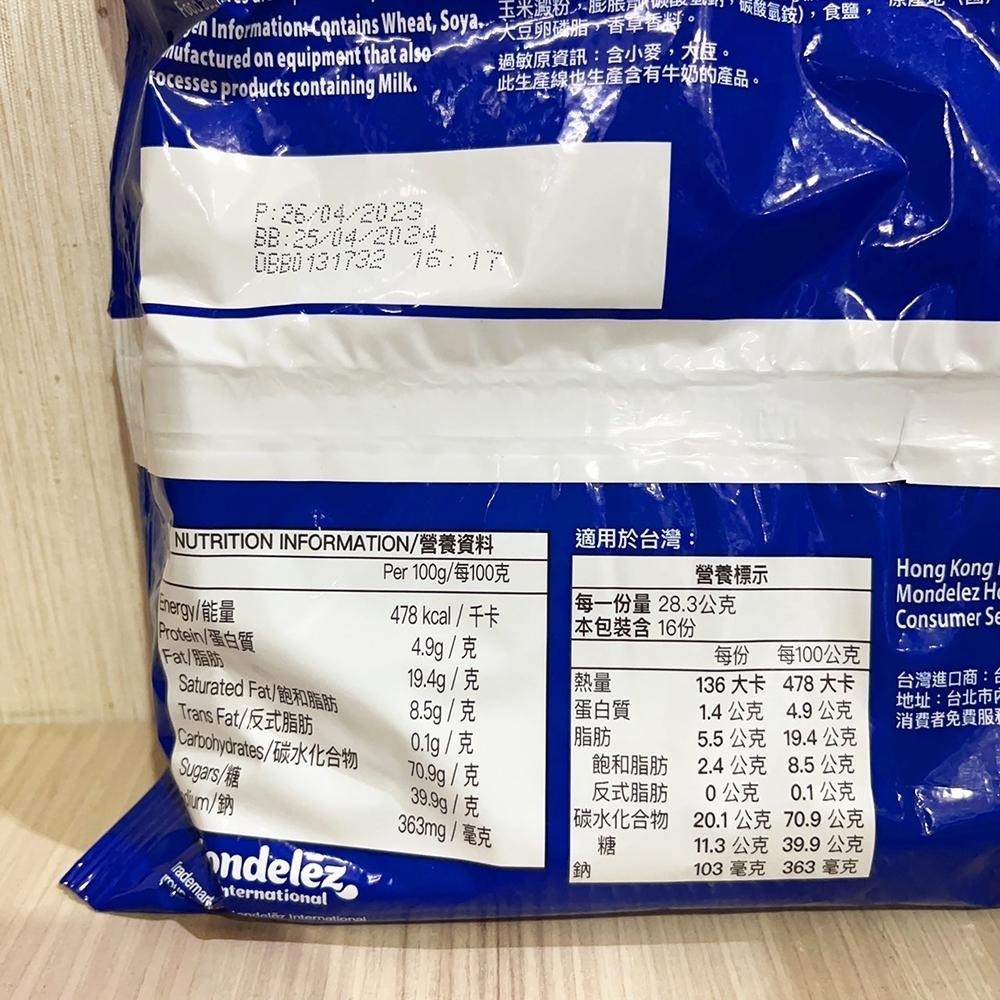 Information: Contains Wheat, Soya.
on equipment that also
products containing Milk.
玉米澱粉，膨脹劑
碳酸氫銨)，食鹽，
大豆卵磷脂，香草香料。
過敏原資訊：含小麥，大豆。
此生產線也生產含有牛奶的產品。
P:26/04/2023
BB:25/04/2024
OBB0131732 16:17
NUTRITION INFORMATION/營養資料
Per 100g/每100克
Energy/能量 478 kcal / 千卡
Protein/蛋白質 4.9g / 克
Fat/脂肪 19.4g / 克
Saturated Fat/飽和脂肪 8.5g / 克
Trans Fat/反式脂肪 0.1g / 克
Carbohydrates/碳水化合物 70.9g / 克
Sugars/糖 39.9g / 克
dium/鈉 363mg / 毫克
適用於台灣：
營養標示
每一份量 28.3公克
本包裝含 16份
每份 每100公克
熱量 136 大卡 478 大卡
蛋白質 1.4 公克 4.9 公克
脂肪 5.5 公克 19.4 公克
飽和脂肪 2.4 公克 8.5 公克
反式脂肪 0 公克 0.1 公克
碳水化合物 20.1 公克 70.9 公克
糖 11.3 公克 39.9 公克
鈉 103 毫克 363 毫克
Hong Kong
Mondelez
Consumer
台灣進口商：
地址：台北市
消費者免費服
ondelēz
International
Trademark
ondelēz International